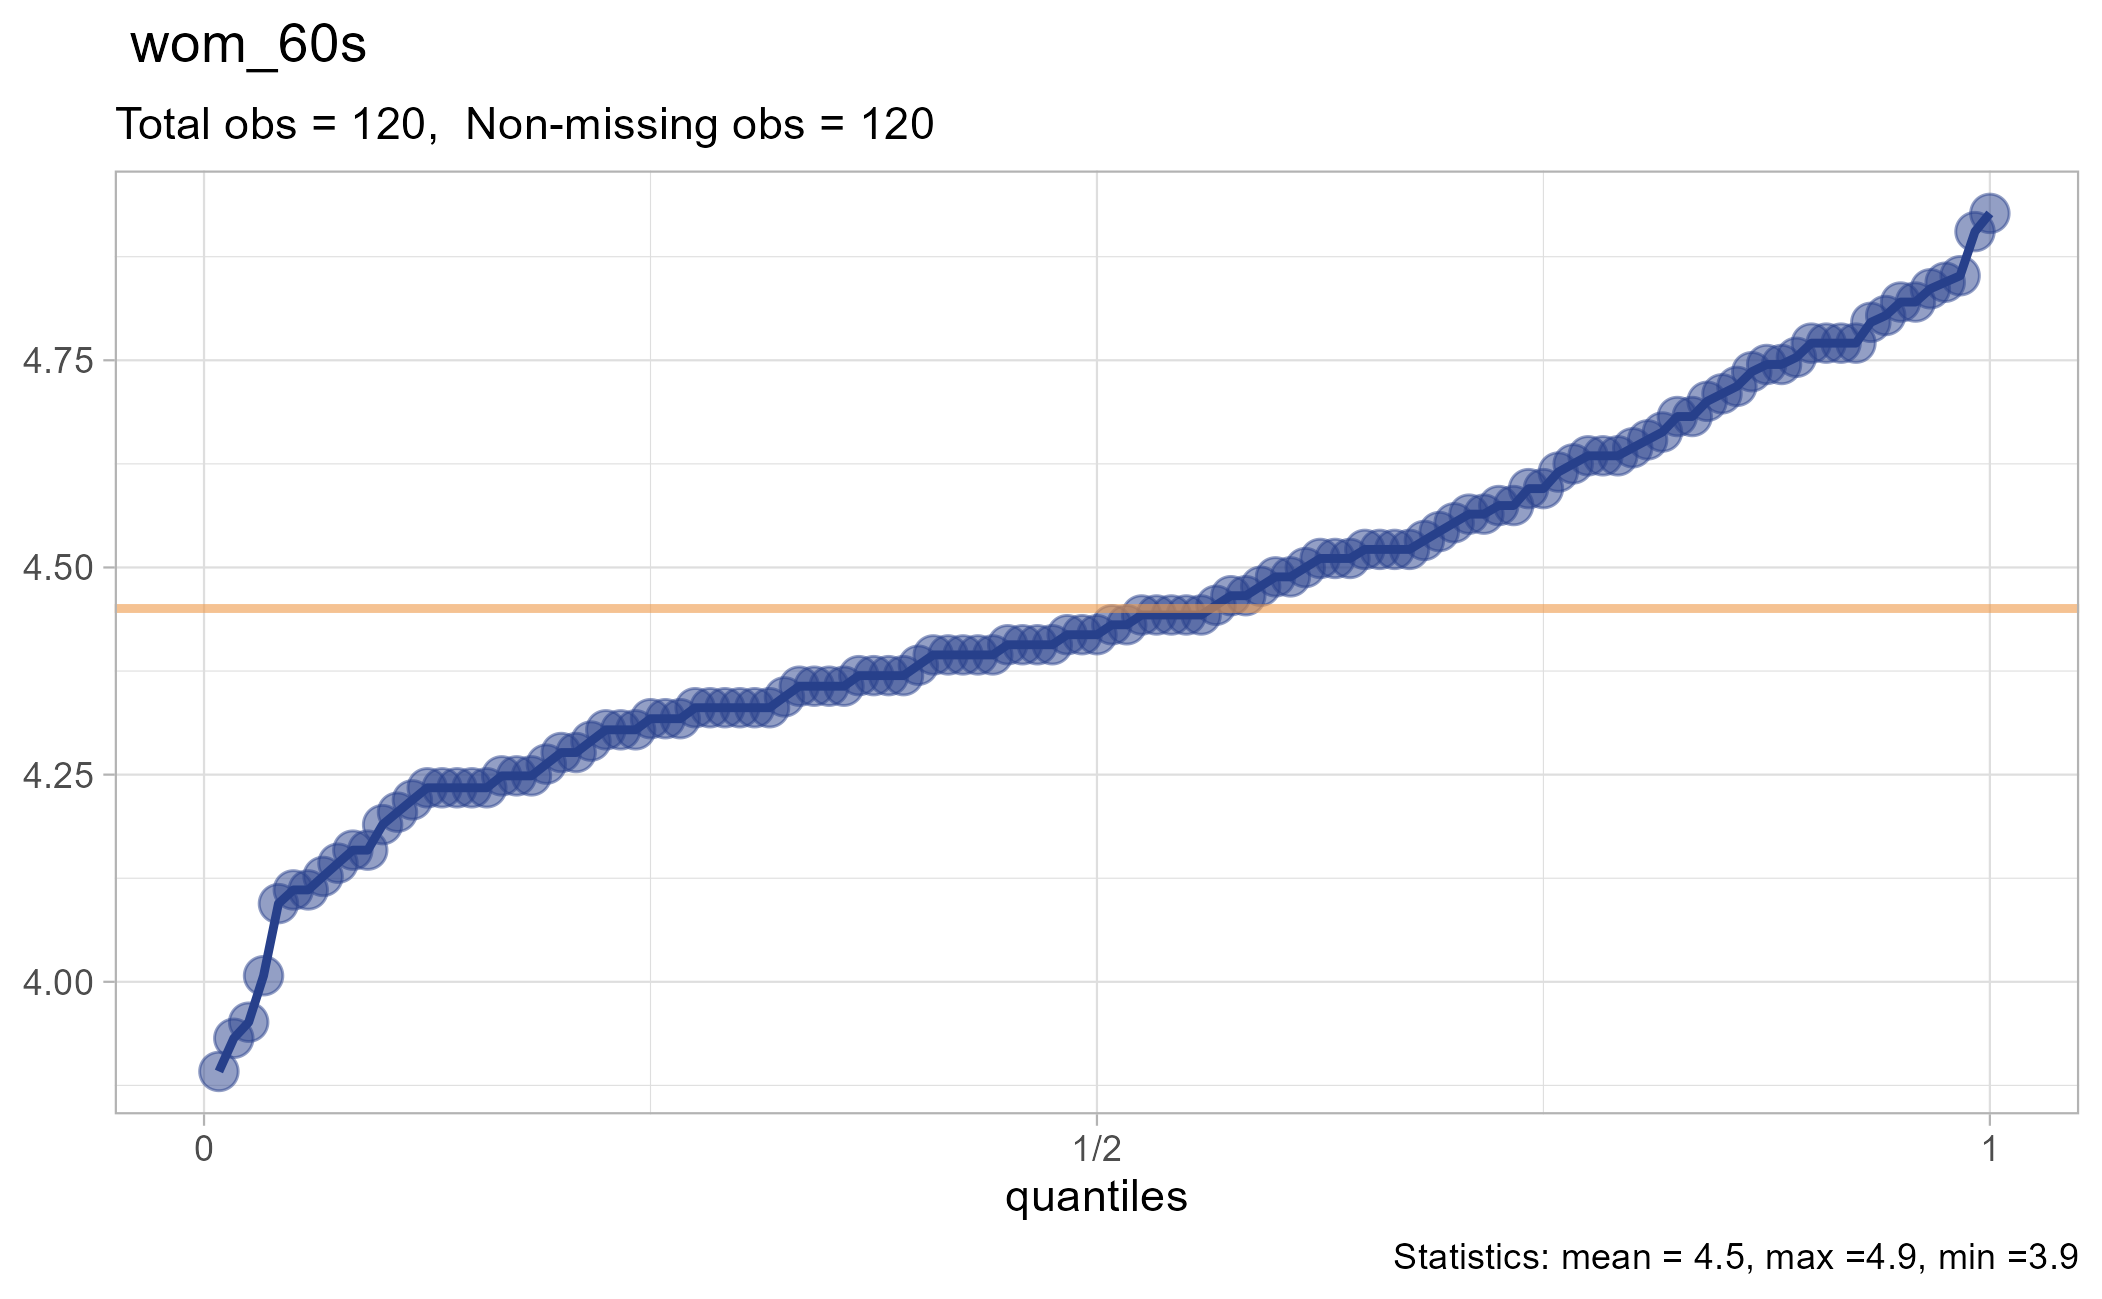 wom_60s
Total obs = 120,  Non-missing obs = 120
4.75
4.50
4.25
4.00
0 1/2 1
quantiles
Statistics: mean = 4.5, max =4.9, min =3.9